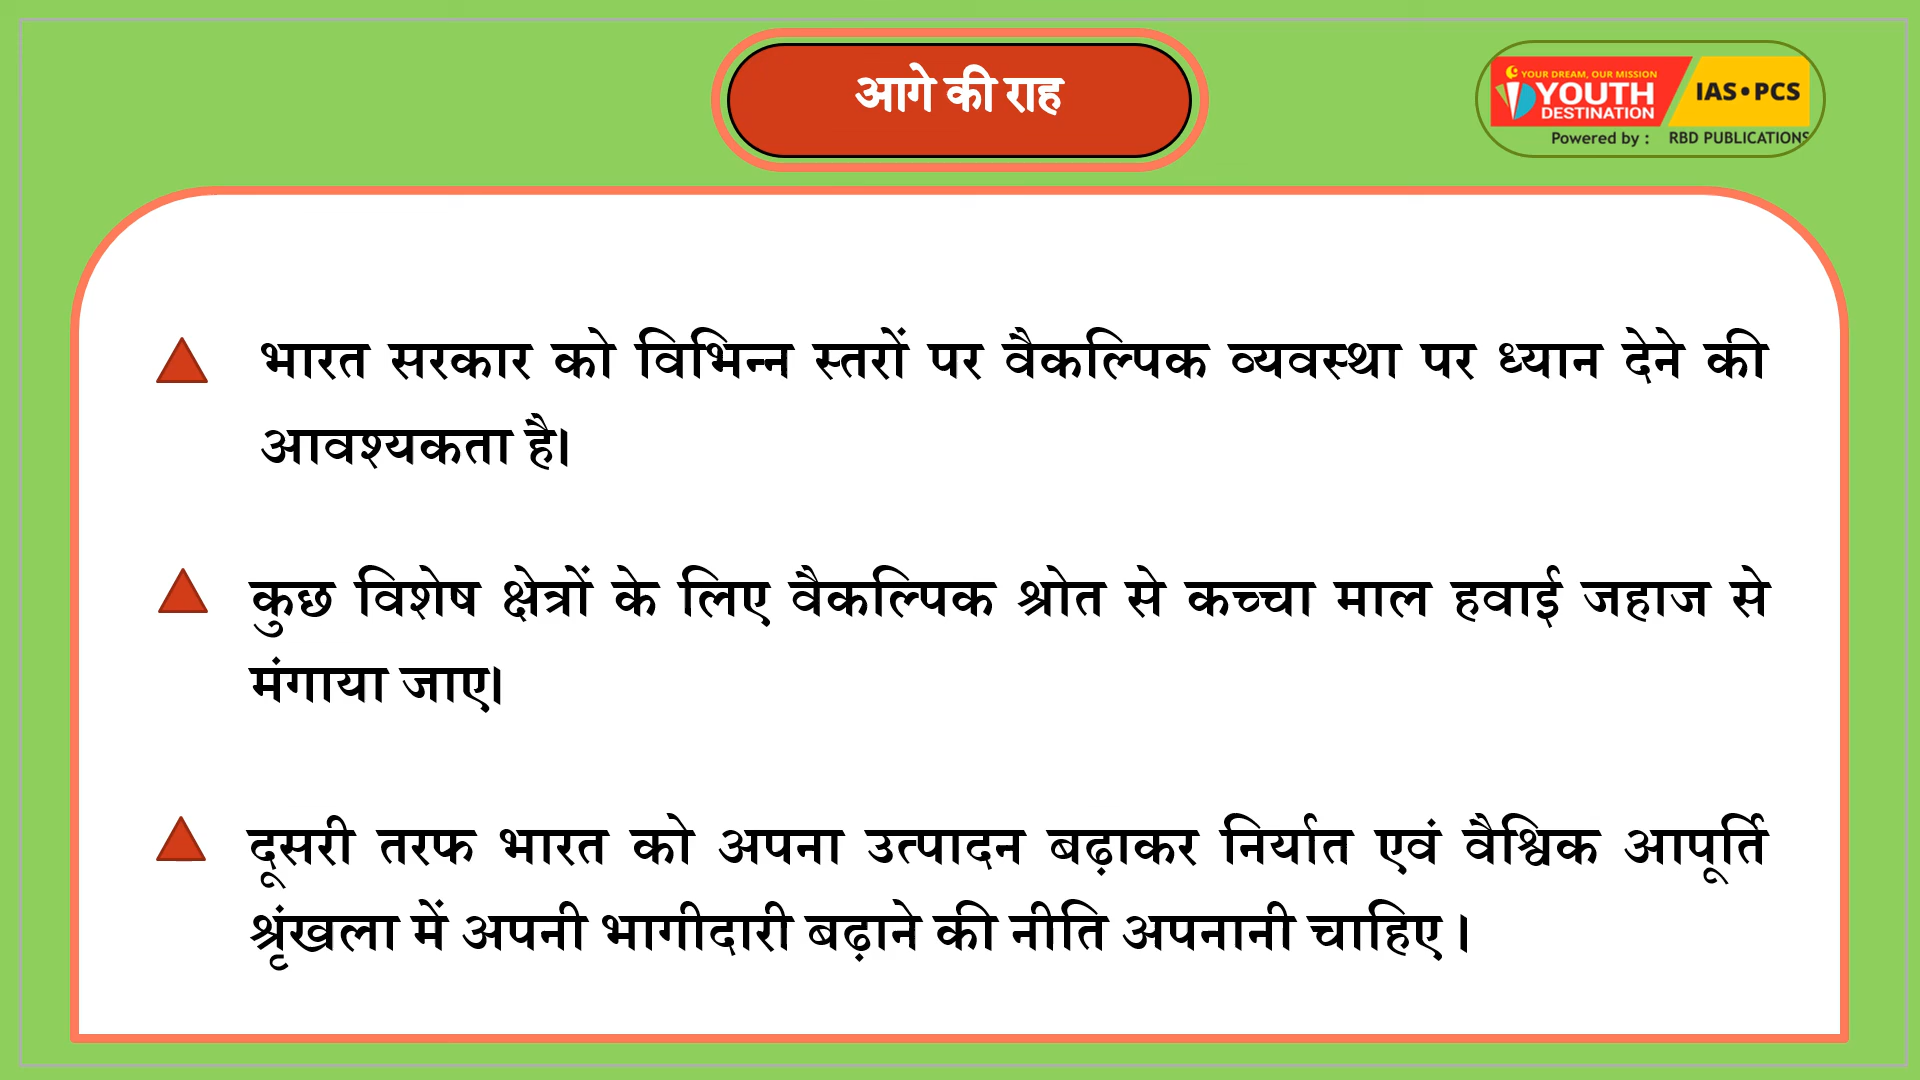 आगे की राह
YOUR DREAM, OUR MISSION
YOUTH
DESTINATION
IAS•PCS
Powered by : RBD PUBLICATIONS
भारत सरकार को विभिन्न स्तरों पर वैकल्पिक व्यवस्था पर ध्यान देने की
आवश्यकता है।
कुछ विशेष क्षेत्रों के लिए वैकल्पिक श्रोत से कच्चा माल हवाई जहाज से
मंगाया जाए।
दूसरी तरफ भारत को अपना उत्पादन बढ़ाकर निर्यात एवं वैश्विक आपूर्ति
श्रृंखला में अपनी भागीदारी बढ़ाने की नीति अपनानी चाहिए ।